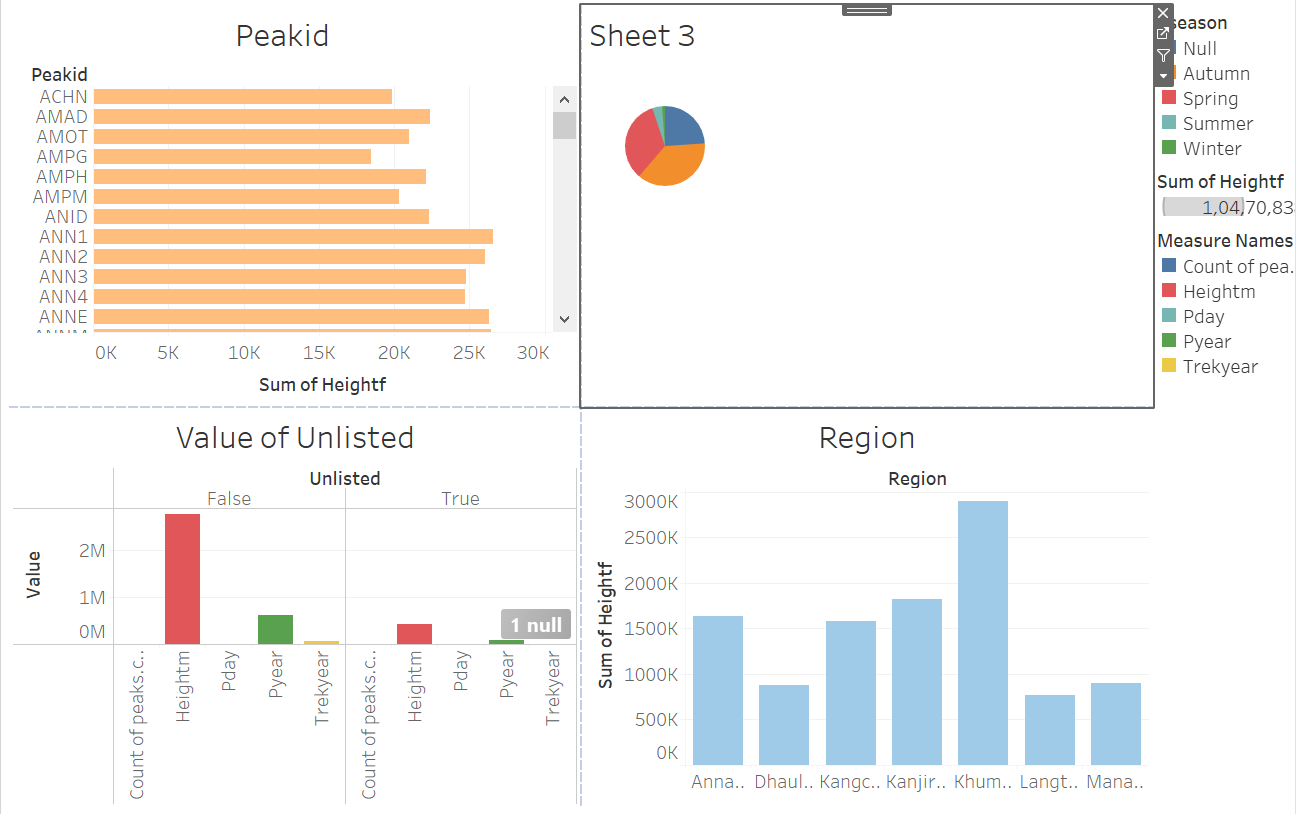 Peakid
Peakid
ACHN
AMAD
AMOT
AMPG
AMPH
AMPM
ANID
ANN1
ANN2
ANN3
ANN4
ANNE
0K 5K 10K 15K 20K 25K 30K
Sum of Heightf
Sheet 3
season
Null
Autumn
Spring
Summer
Winter
Sum of Heightf
1,04,70,83
Measure Names
Count of pea.
Heightm
Pday
Pyear
Trekyear
Value of Unlisted
Unlisted
False True
Value
2M
1M
0M
1 null
Count of peaks.c..
Heightm
Pday
Pyear
Trekyear
Count of peaks.c..
Heightm
Pday
Pyear
Trekyear
Region
Region
Sum of Heightf
3000K
2500K
2000K
1500K
1000K
500K
0K
Anna.. Dhaul.. Kangc.. Kanjir.. Khum.. Langt.. Mana..